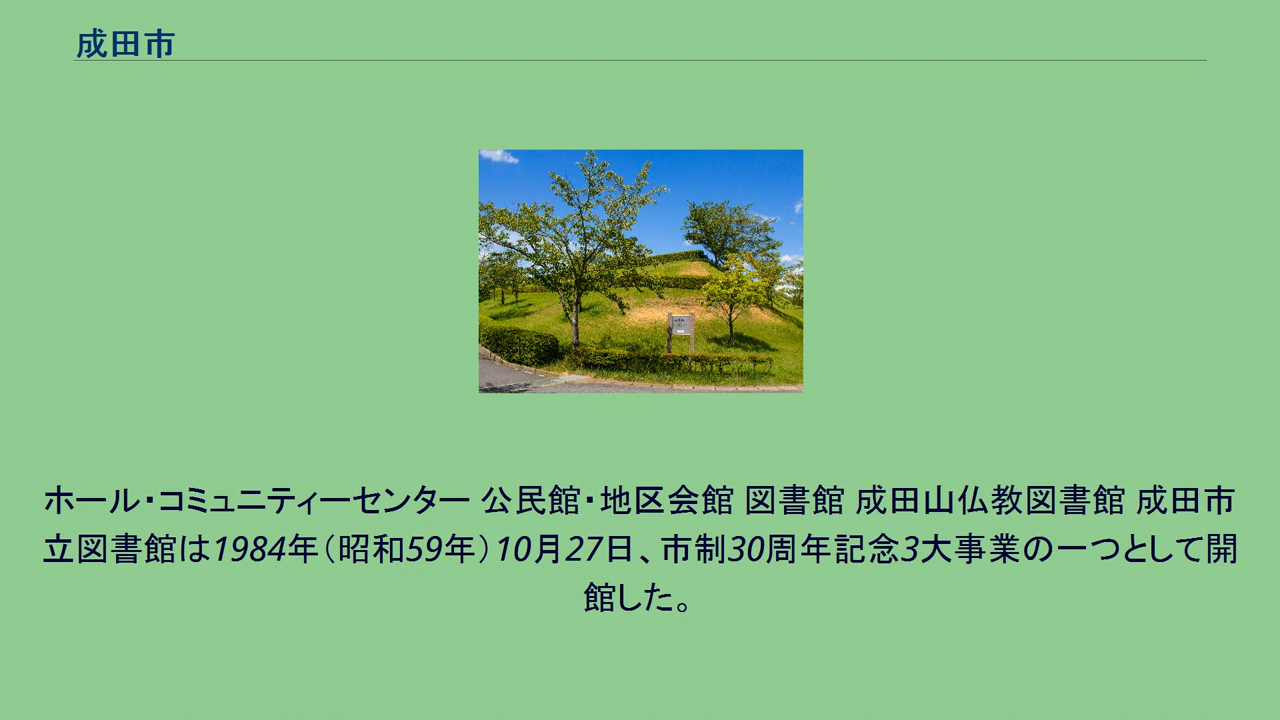 成田市
ホール・コミュニティーセンター 公民館・地区会館 図書館 成田山仏教図書館 成田市
立図書館は1984年（昭和59年）10月27日、市制30周年記念3大事業の一つとして開
館した。